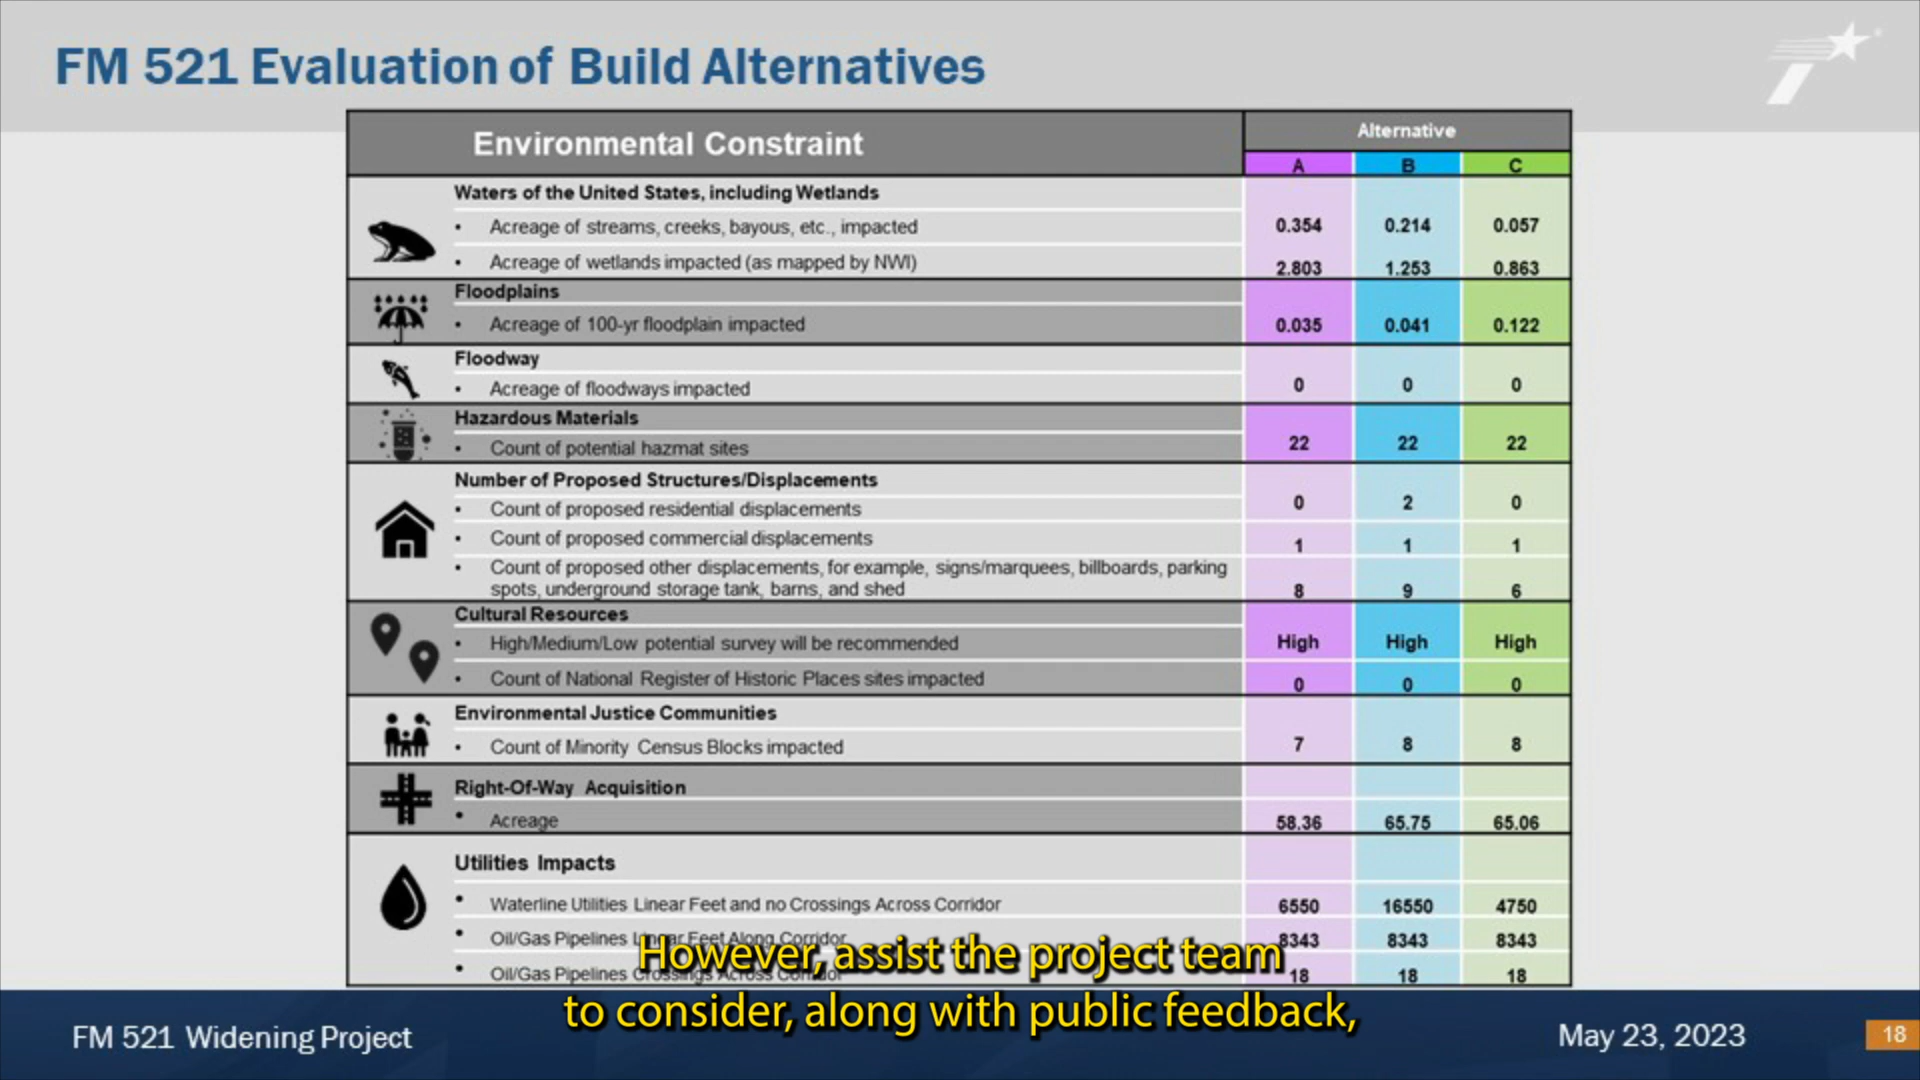 FM 521 Evaluation of Build Alternatives
Environmental Constraint
Alternative
A B C
Waters of the United States, including Wetlands
• Acreage of streams, creeks, bayous, etc., impacted 0.354 0.214 0.057
• Acreage of wetlands impacted (as mapped by NWI) 2.803 1.253 0.863
Floodplains
• Acreage of 100-yr floodplain impacted 0.035 0.041 0.122
Floodway
• Acreage of floodways impacted 0 0 0
Hazardous Materials
• Count of potential hazmat sites 22 22 22
Number of Proposed Structures/Displacements
• Count of proposed residential displacements 0 2 0
• Count of proposed commercial displacements 1 1 1
• Count of proposed other displacements, for example, signs/marquees, billboards, parking
spots, underground storage tank, barns, and shed 8 9 6
Cultural Resources
• High/Medium/Low potential survey will be recommended High High High
• Count of National Register of Historic Places sites impacted 0 0 0
Environmental Justice Communities
• Count of Minority Census Blocks impacted 7 8 8
Right-Of-Way Acquisition
• Acreage 58.36 65.75 65.06
Utilities Impacts
• Waterline Utilities Linear Feet and no Crossings Across Corridor 6550 16550 4750
• Oil/Gas Pipelines Linear Feet Along Corridor 8343 8343 8343
• Oil/Gas Pipelines Crossings Across Corridor 18 18 18
However, assist the project team
to consider, along with public feedback,
FM 521 Widening Project
May 23, 2023
18